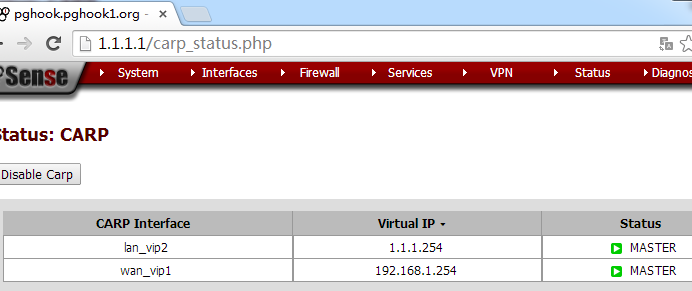 pghook.pghook1.org -
1.1.1.1/carp_status.php
Sense System Interfaces Firewall Services VPN Status Diagnos
Status: CARP
Disable Carp
CARP Interface Virtual IP Status
lan_vip2 1.1.1.254 MASTER
wan_vip1 192.168.1.254 MASTER